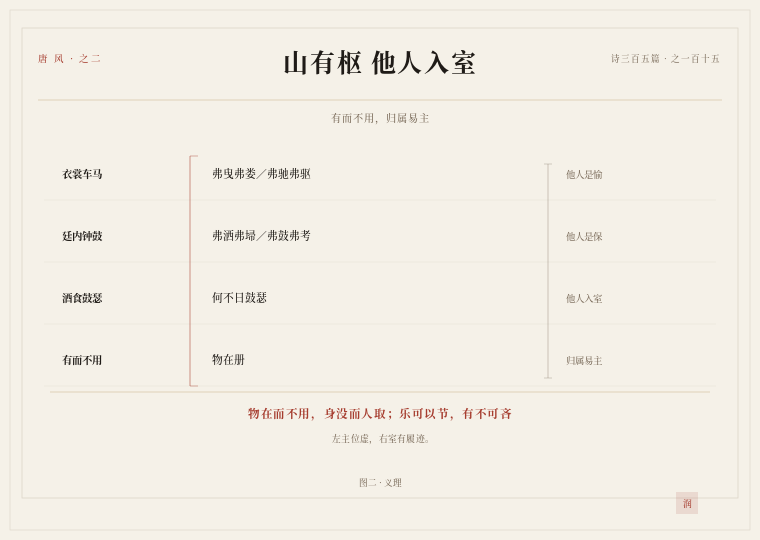 唐 风 · 之二
山有枢 他人入室
诗三百五篇 · 之一百十五
有而不用，归属易主
衣裳车马 弗曳弗娄／弗驰弗驱 他人是愉
廷内钟鼓 弗洒弗埽／弗鼓弗考 他人是保
酒食鼓瑟 何不日鼓瑟 他人入室
有而不用 物在册 归属易主
物在而不用，身没而人取；乐可以节，有不可吝
左主位虚，右室有履迹。
图二 · 义理
润